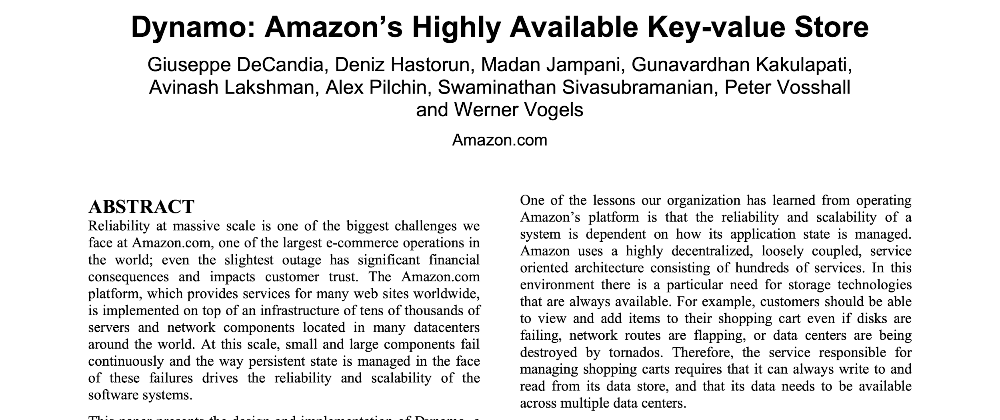 Dynamo: Amazon’s Highly Available Key-value Store
Giuseppe DeCandia, Deniz Hastorun, Madan Jampani, Gunavardhan Kakulapati,
Avinash Lakshman, Alex Pilchin, Swaminathan Sivasubramanian, Peter Vosshall
and Werner Vogels
Amazon.com
ABSTRACT
Reliability at massive scale is one of the biggest challenges we
face at Amazon.com, one of the largest e-commerce operations in
the world; even the slightest outage has significant financial
consequences and impacts customer trust. The Amazon.com
platform, which provides services for many web sites worldwide,
is implemented on top of an infrastructure of tens of thousands of
servers and network components located in many datacenters
around the world. At this scale, small and large components fail
continuously and the way persistent state is managed in the face
of these failures drives the reliability and scalability of the
software systems.
This paper presents the design and implementation of Dynamo, a
One of the lessons our organization has learned from operating
Amazon’s platform is that the reliability and scalability of a
system is dependent on how its application state is managed.
Amazon uses a highly decentralized, loosely coupled, service
oriented architecture consisting of hundreds of services. In this
environment there is a particular need for storage technologies
that are always available. For example, customers should be able
to view and add items to their shopping cart even if disks are
failing, network routes are flapping, or data centers are being
destroyed by tornados. Therefore, the service responsible for
managing shopping carts requires that it can always write to and
read from its data store, and that its data needs to be available
across multiple data centers.